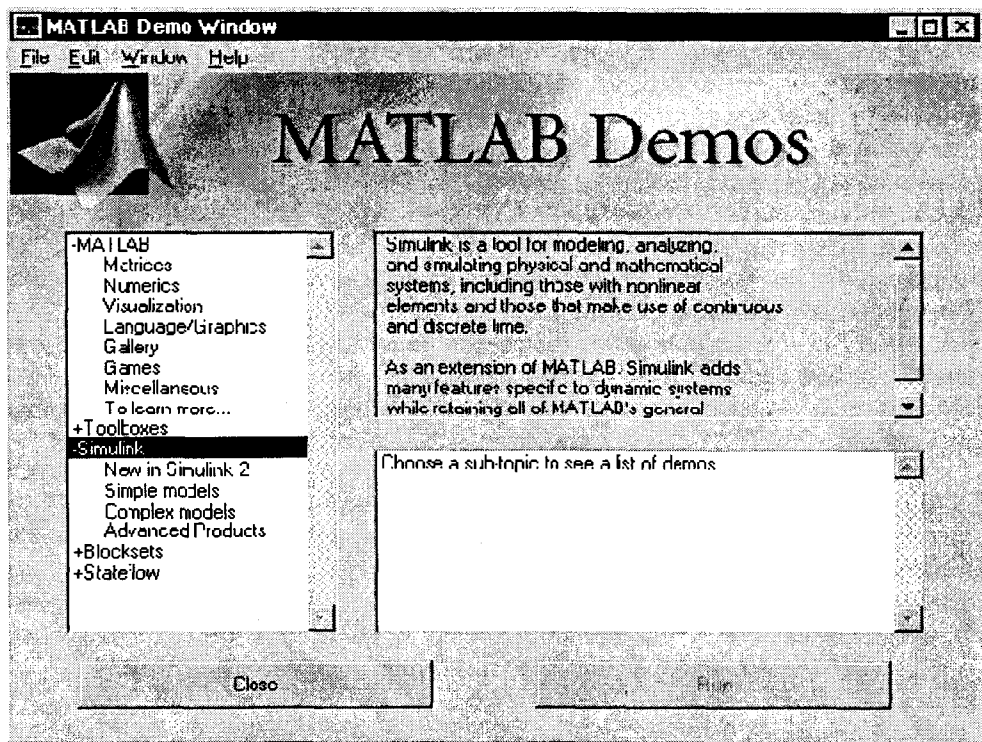 MATLAB Demo Window
File Edit Window Help
MATLAB Demos
-MATLAB
Matrices
Numerics
Visualization
Language/Graphics
Gallery
Games
Miscellaneous
To learn more...
+Toolboxes
-Simulink
New in Simulink 2
Simple models
Complex models
Advanced Products
+Blocksets
+Stateflow
Simulink is a tool for modeling, analyzing,
and simulating physical and mathematical
systems, including those with nonlinear
elements and those that make use of continuous
and discrete time.
As an extension of MATLAB, Simulink adds
many features specific to dynamic systems
while retaining all of MATLAB's general
Choose a sub-topic to see a list of demos
Close
Run